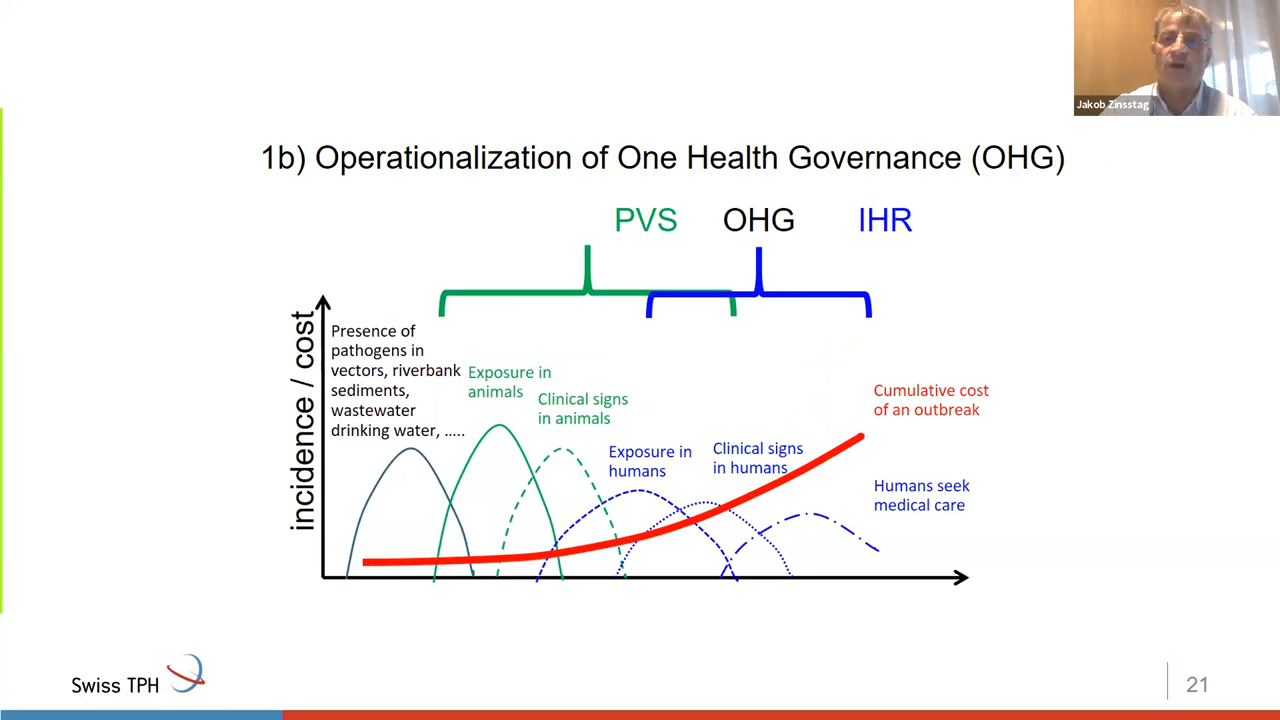 Jakob Zinsstag
1b) Operationalization of One Health Governance (OHG)
PVS OHG IHR
incidence / cost
Presence of
pathogens in
vectors, riverbank
sediments,
wastewater
drinking water, .....
Exposure in
animals
Clinical signs
in animals
Exposure in
humans
Clinical signs
in humans
Cumulative cost
of an outbreak
Humans seek
medical care
Swiss TPH
21